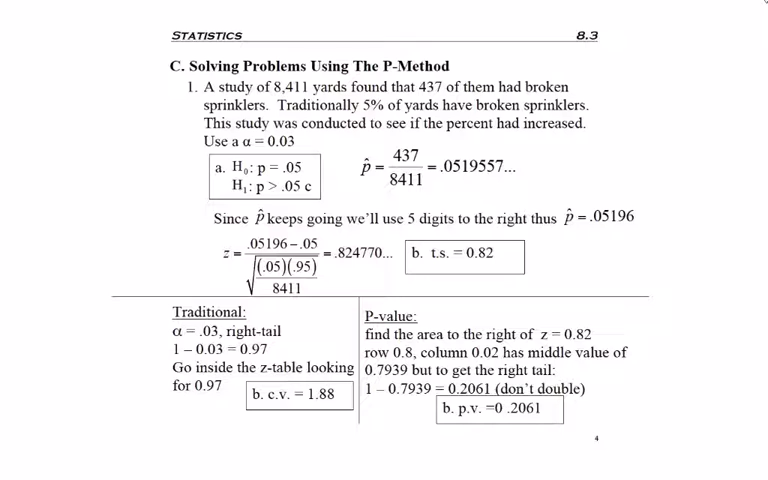 STATISTICS 8.3
C. Solving Problems Using The P-Method
1. A study of 8,411 yards found that 437 of them had broken
sprinklers. Traditionally 5% of yards have broken sprinklers.
This study was conducted to see if the percent had increased.
Use a α = 0.03
a. H₀: p = .05
H₁: p > .05 c
p̂ = 437/8411 = .0519557...
Since p̂ keeps going we'll use 5 digits to the right thus p̂ = .05196
z = (.05196 − .05)/√((.05)(.95)/8411) = .824770...
b. t.s. = 0.82
Traditional:
α = .03, right-tail
1 – 0.03 = 0.97
Go inside the z-table looking
for 0.97
b. c.v. = 1.88
P-value:
find the area to the right of z = 0.82
row 0.8, column 0.02 has middle value of
0.7939 but to get the right tail:
1 – 0.7939 = 0.2061 (don't double)
b. p.v. =0 .2061
4